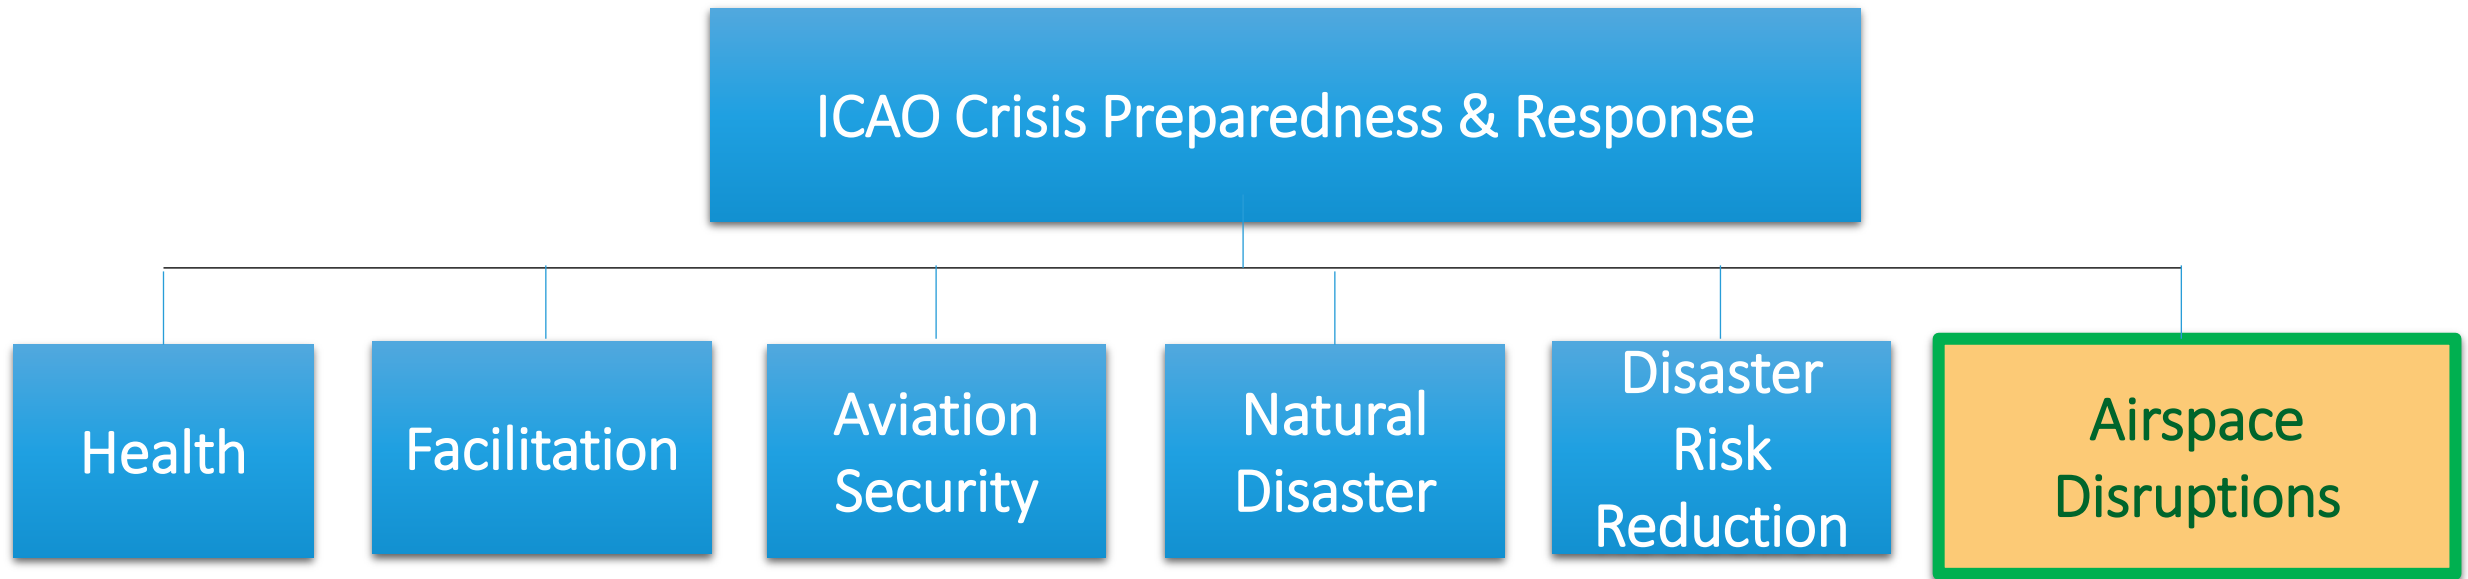 ICAO Crisis Preparedness & Response
Health
Facilitation
Aviation
Security
Natural
Disaster
Disaster
Risk
Reduction
Airspace
Disruptions